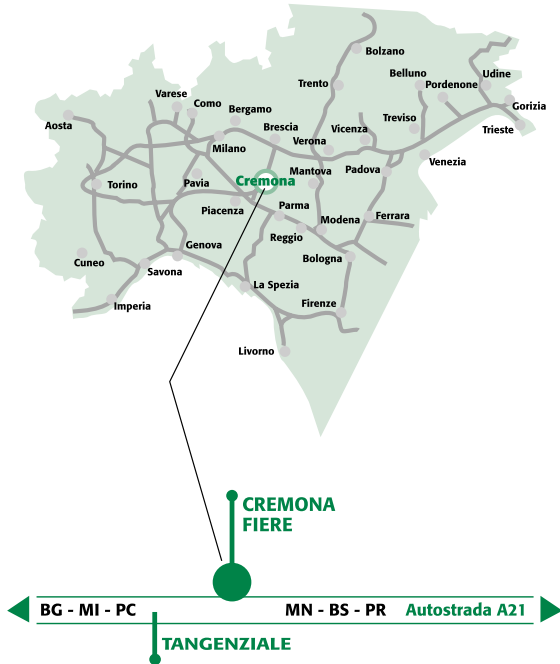 Bolzano
Trento
Belluno
Udine
Pordenone
Varese
Como
Bergamo
Gorizia
Aosta
Brescia
Vicenza
Treviso
Trieste
Milano
Verona
Venezia
Torino
Pavia
Cremona
Mantova
Padova
Piacenza
Parma
Modena
Ferrara
Reggio
Genova
Bologna
Cuneo
Savona
La Spezia
Imperia
Firenze
Livorno
CREMONA
FIERE
BG - MI - PC
MN - BS - PR
Autostrada A21
TANGENZIALE